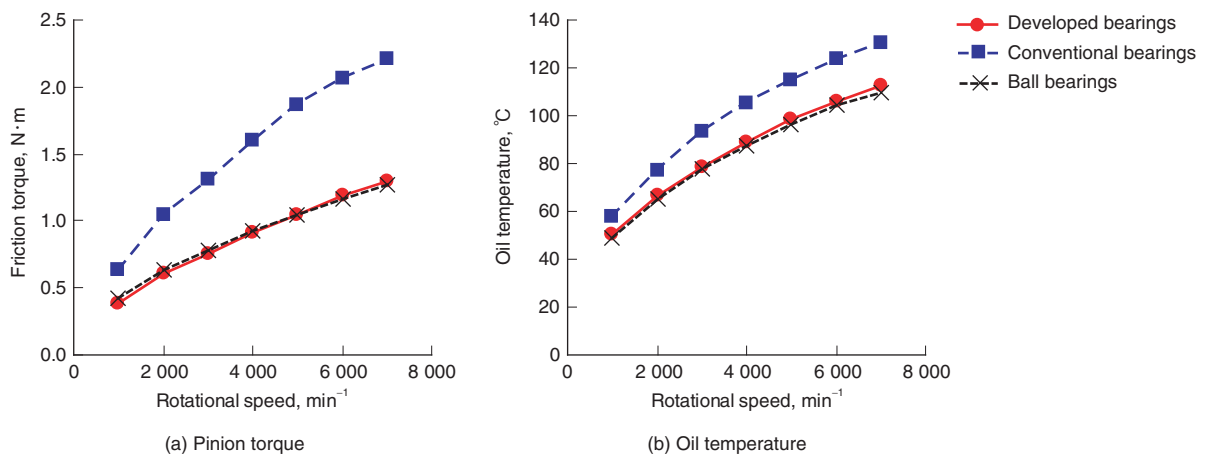 2.5
2.0
1.5
1.0
0.5
0.0
Friction torque, N·m
0 2 000 4 000 6 000 8 000
Rotational speed, min⁻¹
(a) Pinion torque
140
120
100
80
60
40
20
0
Oil temperature, ℃
0 2 000 4 000 6 000 8 000
Rotational speed, min⁻¹
(b) Oil temperature
Developed bearings
Conventional bearings
Ball bearings